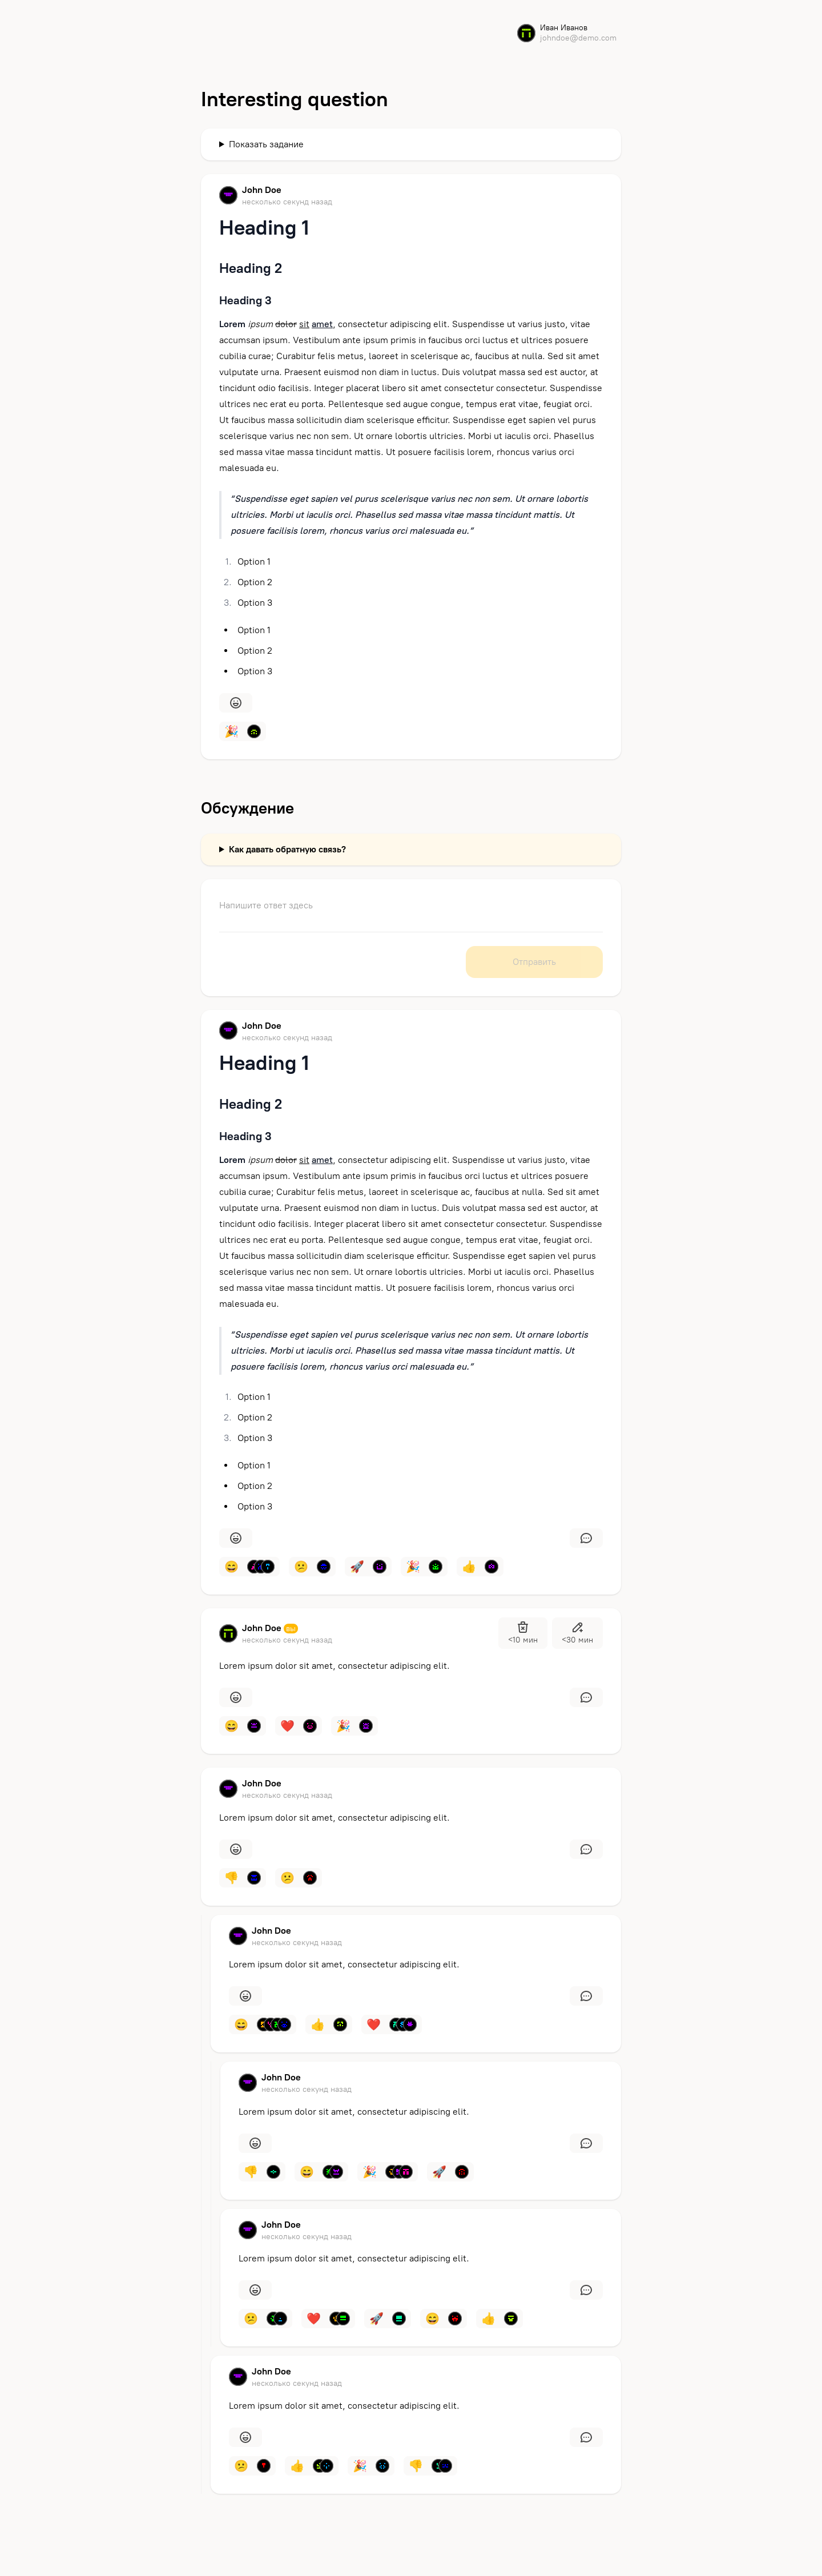 Иван Иванов
johndoe@demo.com
Interesting question
Показать задание
John Doe
несколько секунд назад
Heading 1
Heading 2
Heading 3
Lorem ipsum dolor sit amet, consectetur adipiscing elit. Suspendisse ut varius justo, vitae
accumsan ipsum. Vestibulum ante ipsum primis in faucibus orci luctus et ultrices posuere
cubilia curae; Curabitur felis metus, laoreet in scelerisque ac, faucibus at nulla. Sed sit amet
vulputate urna. Praesent euismod non diam in luctus. Duis volutpat massa sed est auctor, at
tincidunt odio facilisis. Integer placerat libero sit amet consectetur consectetur. Suspendisse
ultrices nec erat eu porta. Pellentesque sed augue congue, tempus erat vitae, feugiat orci.
Ut faucibus massa sollicitudin diam scelerisque efficitur. Suspendisse eget sapien vel purus
scelerisque varius nec non sem. Ut ornare lobortis ultricies. Morbi ut iaculis orci. Phasellus
sed massa vitae massa tincidunt mattis. Ut posuere facilisis lorem, rhoncus varius orci
malesuada eu.
"Suspendisse eget sapien vel purus scelerisque varius nec non sem. Ut ornare lobortis
ultricies. Morbi ut iaculis orci. Phasellus sed massa vitae massa tincidunt mattis. Ut
posuere facilisis lorem, rhoncus varius orci malesuada eu."
1. Option 1
2. Option 2
3. Option 3
• Option 1
• Option 2
• Option 3
Обсуждение
Как давать обратную связь?
Напишите ответ здесь
Отправить
John Doe
несколько секунд назад
Heading 1
Heading 2
Heading 3
Lorem ipsum dolor sit amet, consectetur adipiscing elit. Suspendisse ut varius justo, vitae
accumsan ipsum. Vestibulum ante ipsum primis in faucibus orci luctus et ultrices posuere
cubilia curae; Curabitur felis metus, laoreet in scelerisque ac, faucibus at nulla. Sed sit amet
vulputate urna. Praesent euismod non diam in luctus. Duis volutpat massa sed est auctor, at
tincidunt odio facilisis. Integer placerat libero sit amet consectetur consectetur. Suspendisse
ultrices nec erat eu porta. Pellentesque sed augue congue, tempus erat vitae, feugiat orci.
Ut faucibus massa sollicitudin diam scelerisque efficitur. Suspendisse eget sapien vel purus
scelerisque varius nec non sem. Ut ornare lobortis ultricies. Morbi ut iaculis orci. Phasellus
sed massa vitae massa tincidunt mattis. Ut posuere facilisis lorem, rhoncus varius orci
malesuada eu.
"Suspendisse eget sapien vel purus scelerisque varius nec non sem. Ut ornare lobortis
ultricies. Morbi ut iaculis orci. Phasellus sed massa vitae massa tincidunt mattis. Ut
posuere facilisis lorem, rhoncus varius orci malesuada eu."
1. Option 1
2. Option 2
3. Option 3
• Option 1
• Option 2
• Option 3
John Doe Вы
несколько секунд назад
<10 мин
<30 мин
Lorem ipsum dolor sit amet, consectetur adipiscing elit.
John Doe
несколько секунд назад
Lorem ipsum dolor sit amet, consectetur adipiscing elit.
John Doe
несколько секунд назад
Lorem ipsum dolor sit amet, consectetur adipiscing elit.
John Doe
несколько секунд назад
Lorem ipsum dolor sit amet, consectetur adipiscing elit.
John Doe
несколько секунд назад
Lorem ipsum dolor sit amet, consectetur adipiscing elit.
John Doe
несколько секунд назад
Lorem ipsum dolor sit amet, consectetur adipiscing elit.